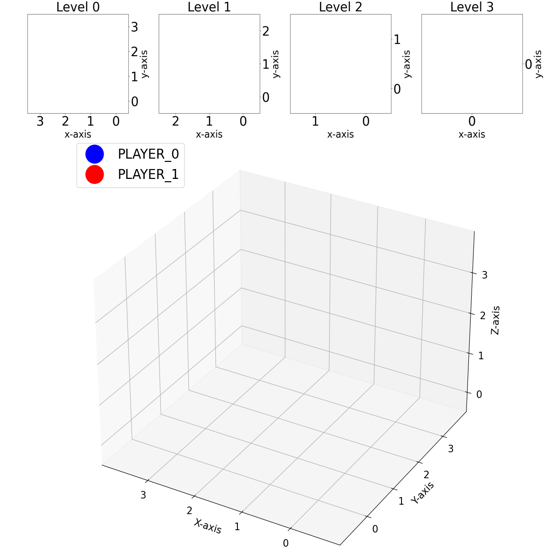 Level 0
Level 1
Level 2
Level 3
3
2
1
0
y-axis
2
1
0
y-axis
1
0
y-axis
0
y-axis
3 2 1 0
2 1 0
1 0
0
x-axis
x-axis
x-axis
x-axis
PLAYER_0
PLAYER_1
3
2
1
0
Z-axis
3
2
1
0
Y-axis
3
2
1
0
X-axis